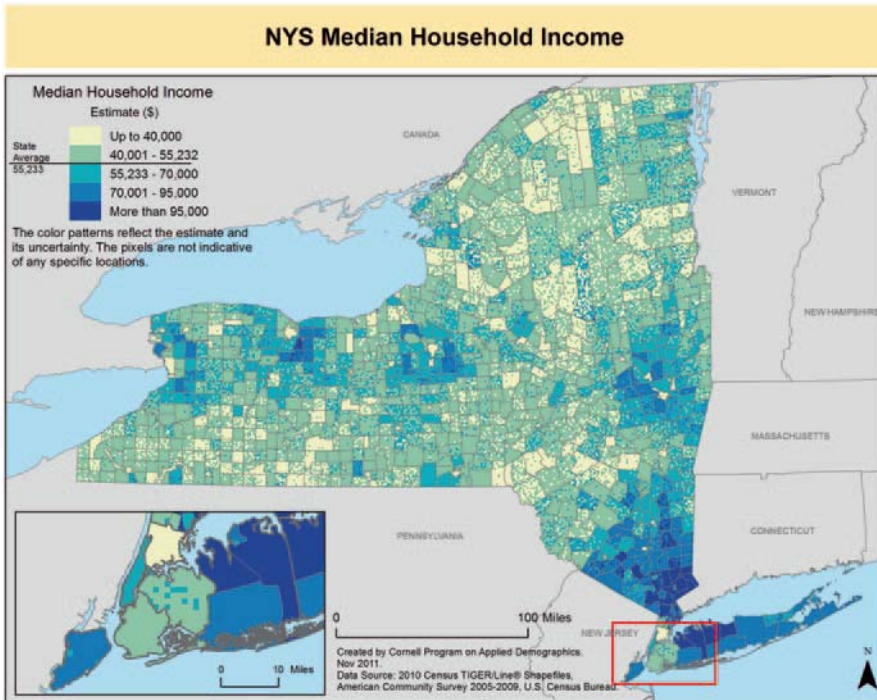 NYS Median Household Income
Median Household Income
Estimate ($)
Up to 40,000
State
Average
55,233
40,001 - 55,232
55,233 - 70,000
70,001 - 95,000
More than 95,000
The color patterns reflect the estimate and
its uncertainty. The pixels are not indicative
of any specific locations.
CANADA
VERMONT
NEW HAMPSHIRE
MASSACHUSETTS
CONNECTICUT
PENNSYLVANIA
NEW JERSEY
0 100 Miles
0 10 Miles
Created by Cornell Program on Applied Demographics.
Nov 2011.
Data Source: 2010 Census TIGER/Line® Shapefiles,
American Community Survey 2005-2009, U.S. Census Bureau.
N